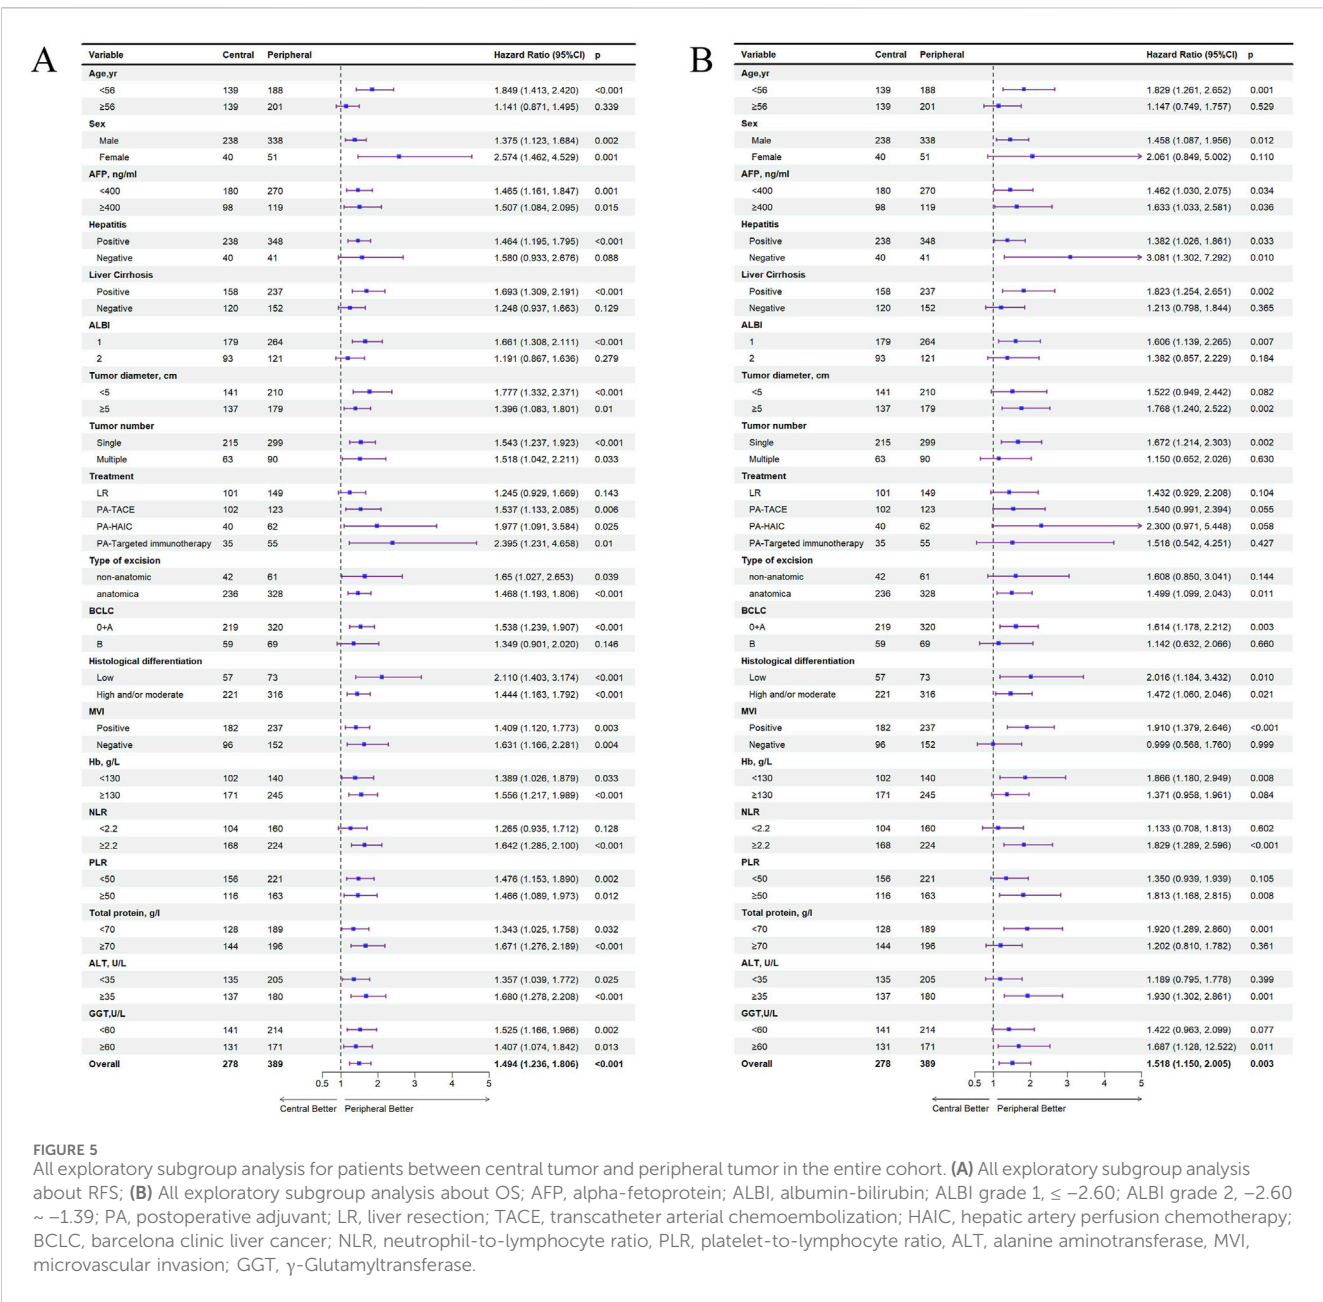 A
Variable Central Peripheral Hazard Ratio (95%CI) p
Age,yr
<56 139 188 1.849 (1.413, 2.420) <0.001
≥56 139 201 1.141 (0.871, 1.495) 0.339
Sex
Male 238 338 1.375 (1.123, 1.684) 0.002
Female 40 51 2.574 (1.462, 4.529) 0.001
AFP, ng/ml
<400 180 270 1.465 (1.161, 1.847) 0.001
≥400 98 119 1.507 (1.084, 2.095) 0.015
Hepatitis
Positive 238 348 1.464 (1.195, 1.795) <0.001
Negative 40 41 1.580 (0.933, 2.676) 0.088
Liver Cirrhosis
Positive 158 237 1.693 (1.309, 2.191) <0.001
Negative 120 152 1.248 (0.937, 1.663) 0.129
ALBI
1 179 264 1.661 (1.308, 2.111) <0.001
2 93 121 1.191 (0.867, 1.636) 0.279
Tumor diameter, cm
<5 141 210 1.777 (1.332, 2.371) <0.001
≥5 137 179 1.396 (1.083, 1.801) 0.01
Tumor number
Single 215 299 1.543 (1.237, 1.923) <0.001
Multiple 63 90 1.518 (1.042, 2.211) 0.033
Treatment
LR 101 149 1.245 (0.929, 1.669) 0.143
PA-TACE 102 123 1.537 (1.133, 2.085) 0.006
PA-HAIC 40 62 1.977 (1.091, 3.584) 0.025
PA-Targeted immunotherapy 35 55 2.395 (1.231, 4.658) 0.01
Type of excision
non-anatomic 42 61 1.65 (1.027, 2.653) 0.039
anatomica 236 328 1.468 (1.193, 1.806) <0.001
BCLC
0+A 219 320 1.538 (1.239, 1.907) <0.001
B 59 69 1.349 (0.901, 2.020) 0.146
Histological differentiation
Low 57 73 2.110 (1.403, 3.174) <0.001
High and/or moderate 221 316 1.444 (1.163, 1.792) <0.001
MVI
Positive 182 237 1.409 (1.120, 1.773) 0.003
Negative 96 152 1.631 (1.166, 2.281) 0.004
Hb, g/L
<130 102 140 1.389 (1.026, 1.879) 0.033
≥130 171 245 1.556 (1.217, 1.989) <0.001
NLR
<2.2 104 160 1.265 (0.935, 1.712) 0.128
≥2.2 168 224 1.642 (1.285, 2.100) <0.001
PLR
<50 156 221 1.476 (1.153, 1.890) 0.002
≥50 116 163 1.466 (1.089, 1.973) 0.012
Total protein, g/l
<70 128 189 1.343 (1.025, 1.758) 0.032
≥70 144 196 1.671 (1.276, 2.189) <0.001
ALT, U/L
<35 135 205 1.357 (1.039, 1.772) 0.025
≥35 137 180 1.680 (1.278, 2.208) <0.001
GGT,U/L
<60 141 214 1.525 (1.166, 1.966) 0.002
≥60 131 171 1.407 (1.074, 1.842) 0.013
Overall 278 389 1.494 (1.236, 1.806) <0.001
0.5 1 2 3 4 5
Central Better Peripheral Better
B
Variable Central Peripheral Hazard Ratio (95%CI) p
Age,yr
<56 139 188 1.829 (1.261, 2.652) 0.001
≥56 139 201 1.147 (0.749, 1.757) 0.529
Sex
Male 238 338 1.458 (1.087, 1.956) 0.012
Female 40 51 2.061 (0.849, 5.002) 0.110
AFP, ng/ml
<400 180 270 1.462 (1.030, 2.075) 0.034
≥400 98 119 1.633 (1.033, 2.581) 0.036
Hepatitis
Positive 238 348 1.382 (1.026, 1.861) 0.033
Negative 40 41 3.081 (1.302, 7.292) 0.010
Liver Cirrhosis
Positive 158 237 1.823 (1.254, 2.651) 0.002
Negative 120 152 1.213 (0.798, 1.844) 0.365
ALBI
1 179 264 1.606 (1.139, 2.265) 0.007
2 93 121 1.382 (0.857, 2.229) 0.184
Tumor diameter, cm
<5 141 210 1.522 (0.949, 2.442) 0.082
≥5 137 179 1.768 (1.240, 2.522) 0.002
Tumor number
Single 215 299 1.672 (1.214, 2.303) 0.002
Multiple 63 90 1.150 (0.652, 2.026) 0.630
Treatment
LR 101 149 1.432 (0.929, 2.208) 0.104
PA-TACE 102 123 1.540 (0.991, 2.394) 0.055
PA-HAIC 40 62 2.300 (0.971, 5.448) 0.058
PA-Targeted immunotherapy 35 55 1.518 (0.542, 4.251) 0.427
Type of excision
non-anatomic 42 61 1.608 (0.850, 3.041) 0.144
anatomica 236 328 1.499 (1.099, 2.043) 0.011
BCLC
0+A 219 320 1.614 (1.178, 2.212) 0.003
B 59 69 1.142 (0.632, 2.066) 0.660
Histological differentiation
Low 57 73 2.016 (1.184, 3.432) 0.010
High and/or moderate 221 316 1.472 (1.060, 2.046) 0.021
MVI
Positive 182 237 1.910 (1.379, 2.646) <0.001
Negative 96 152 0.999 (0.568, 1.760) 0.999
Hb, g/L
<130 102 140 1.866 (1.180, 2.949) 0.008
≥130 171 245 1.371 (0.958, 1.961) 0.084
NLR
<2.2 104 160 1.133 (0.708, 1.813) 0.602
≥2.2 168 224 1.829 (1.289, 2.596) <0.001
PLR
<50 156 221 1.350 (0.939, 1.939) 0.105
≥50 116 163 1.813 (1.168, 2.815) 0.008
Total protein, g/l
<70 128 189 1.920 (1.289, 2.860) 0.001
≥70 144 196 1.202 (0.810, 1.782) 0.361
ALT, U/L
<35 135 205 1.189 (0.795, 1.778) 0.399
≥35 137 180 1.930 (1.302, 2.861) 0.001
GGT,U/L
<60 141 214 1.422 (0.963, 2.099) 0.077
≥60 131 171 1.687 (1.128, 12.522) 0.011
Overall 278 389 1.518 (1.150, 2.005) 0.003
0.5 1 2 3 4 5
Central Better Peripheral Better
FIGURE 5
All exploratory subgroup analysis for patients between central tumor and peripheral tumor in the entire cohort. (A) All exploratory subgroup analysis
about RFS; (B) All exploratory subgroup analysis about OS; AFP, alpha-fetoprotein; ALBI, albumin-bilirubin; ALBI grade 1, ≤ −2.60; ALBI grade 2, −2.60
~ −1.39; PA, postoperative adjuvant; LR, liver resection; TACE, transcatheter arterial chemoembolization; HAIC, hepatic artery perfusion chemotherapy;
BCLC, barcelona clinic liver cancer; NLR, neutrophil-to-lymphocyte ratio, PLR, platelet-to-lymphocyte ratio, ALT, alanine aminotransferase, MVI,
microvascular invasion; GGT, γ-Glutamyltransferase.